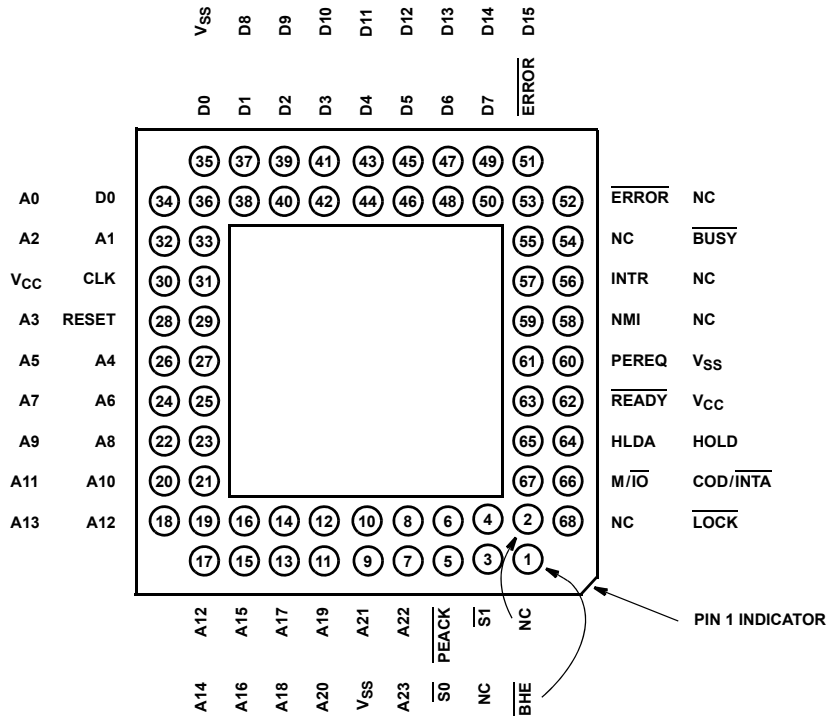 VSS D8 D9 D10 D11 D12 D13 D14 D15
D0 D1 D2 D3 D4 D5 D6 D7 ERROR
35 37 39 41 43 45 47 49 51
A0 D0 34 36 38 40 42 44 46 48 50 53 52 ERROR NC
A2 A1 32 33 55 54 NC BUSY
VCC CLK 30 31 57 56 INTR NC
A3 RESET 28 29 59 58 NMI NC
A5 A4 26 27 61 60 PEREQ VSS
A7 A6 24 25 63 62 READY VCC
A9 A8 22 23 65 64 HLDA HOLD
A11 A10 20 21 67 66 M/IO COD/INTA
A13 A12 18 19 16 14 12 10 8 6 4 2 68 NC LOCK
17 15 13 11 9 7 5 3 1
A12 A15 A17 A19 A21 A22 PEACK S1 NC
PIN 1 INDICATOR
A14 A16 A18 A20 VSS A23 S0 NC BHE